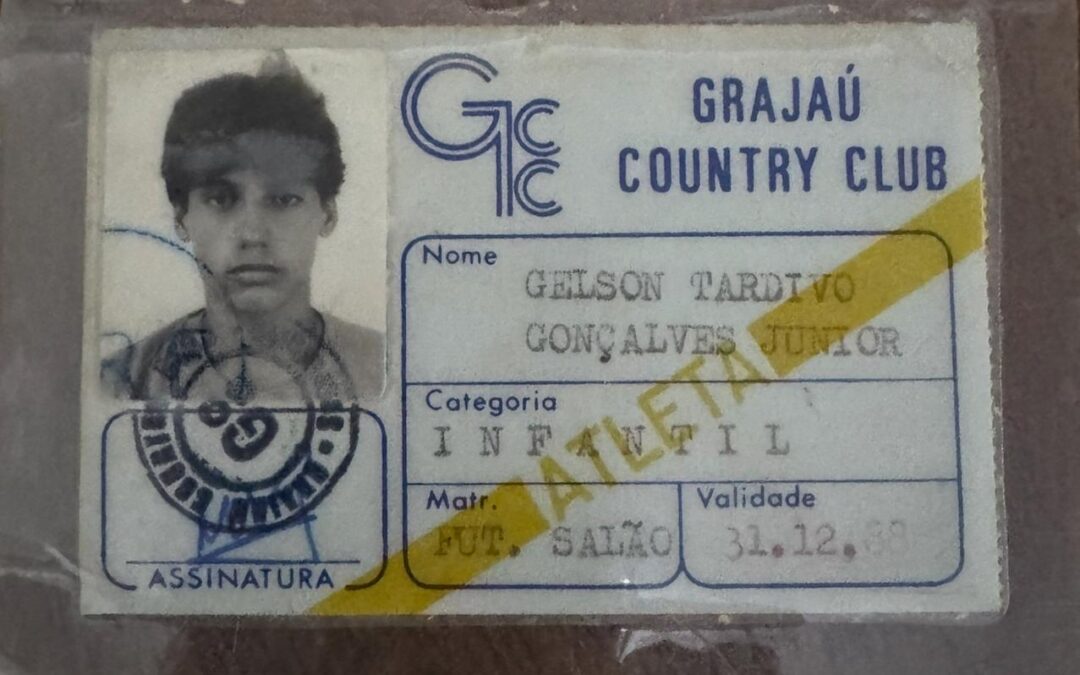 GCCC
GRAJAÚ
COUNTRY CLUB
Nome
GELSON TARDIVO
GONÇALVES JUNIOR
Categoria
INFANTIL
ATLETA
Matr.
FUT. SALÃO
Validade
31.12.88
ASSINATURA